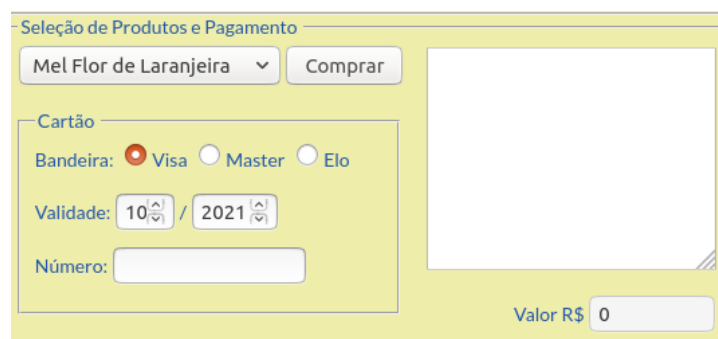 Seleção de Produtos e Pagamento
Mel Flor de Laranjeira Comprar
Cartão
Bandeira: Visa Master Elo
Validade: 10 / 2021
Número:
Valor R$ 0